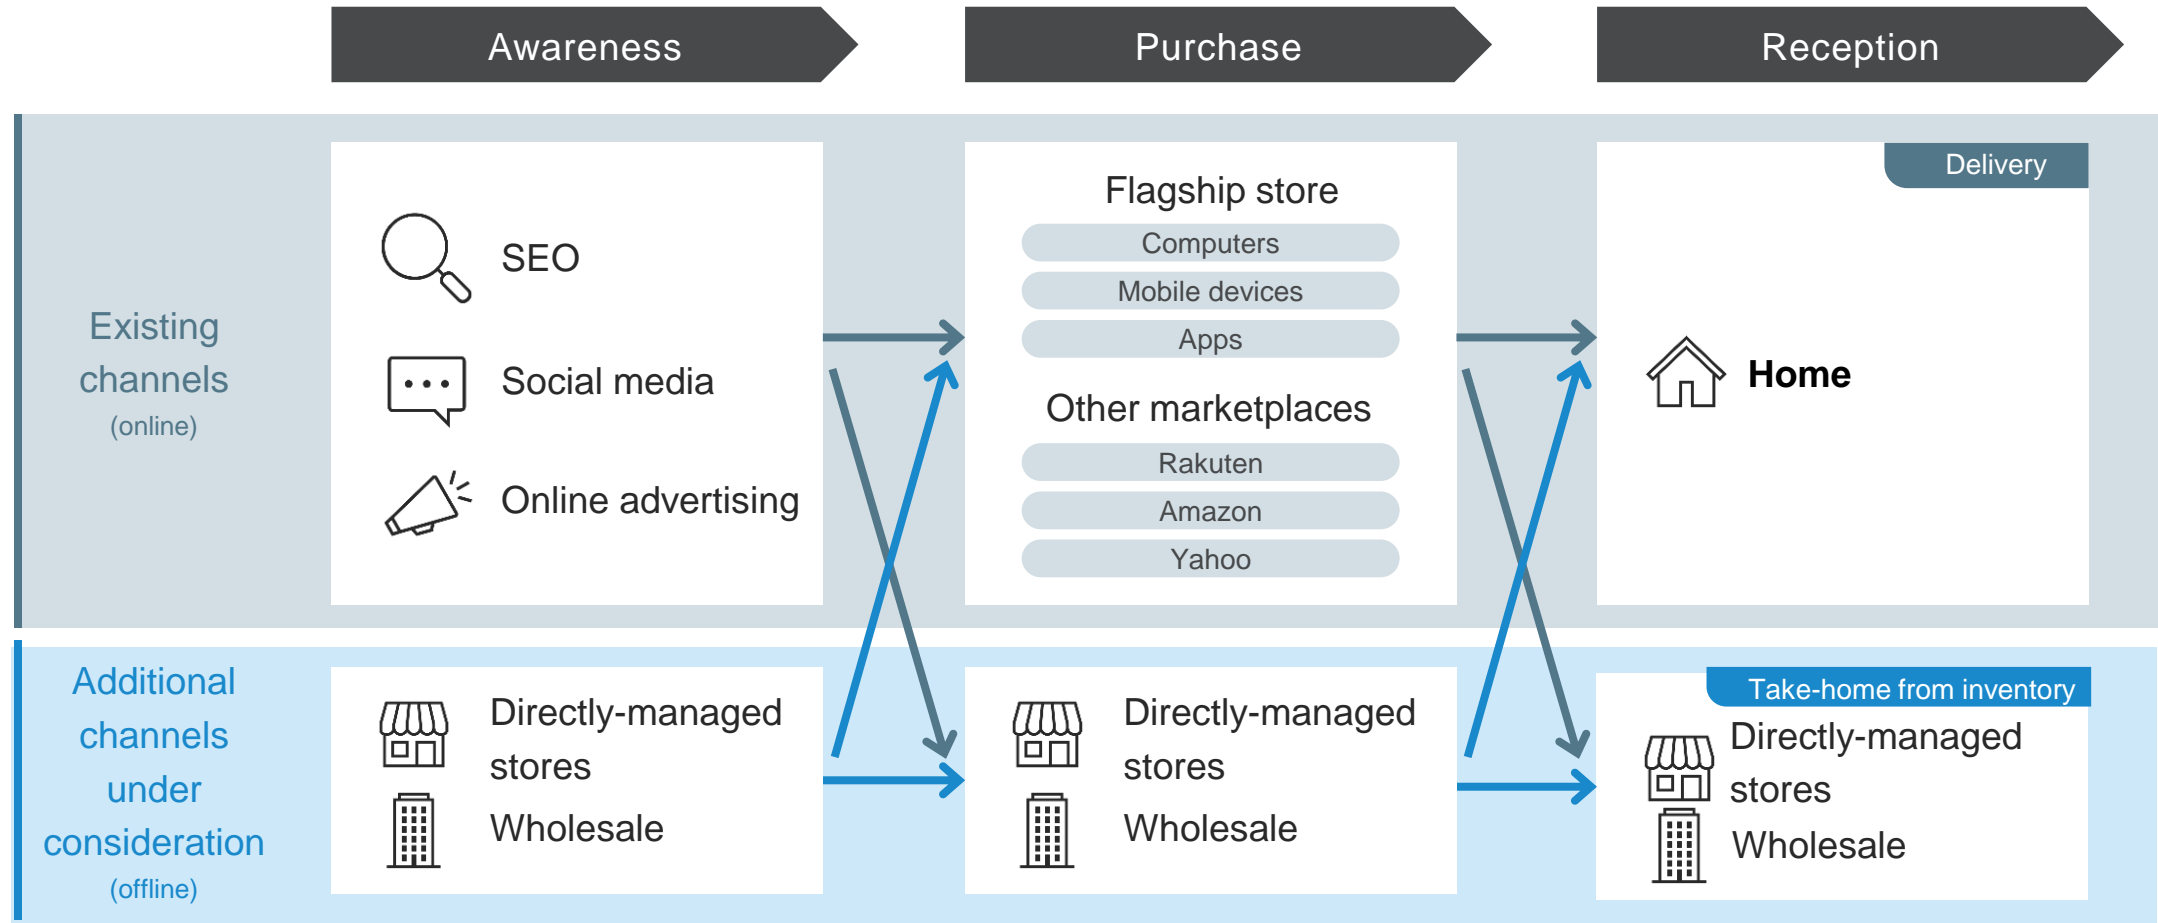 Awareness
Purchase
Reception
Existing
channels
(online)
SEO
Social media
Online advertising
Flagship store
Computers
Mobile devices
Apps
Other marketplaces
Rakuten
Amazon
Yahoo
Delivery
Home
Additional
channels
under
consideration
(offline)
Directly-managed
stores
Wholesale
Directly-managed
stores
Wholesale
Take-home from inventory
Directly-managed
stores
Wholesale